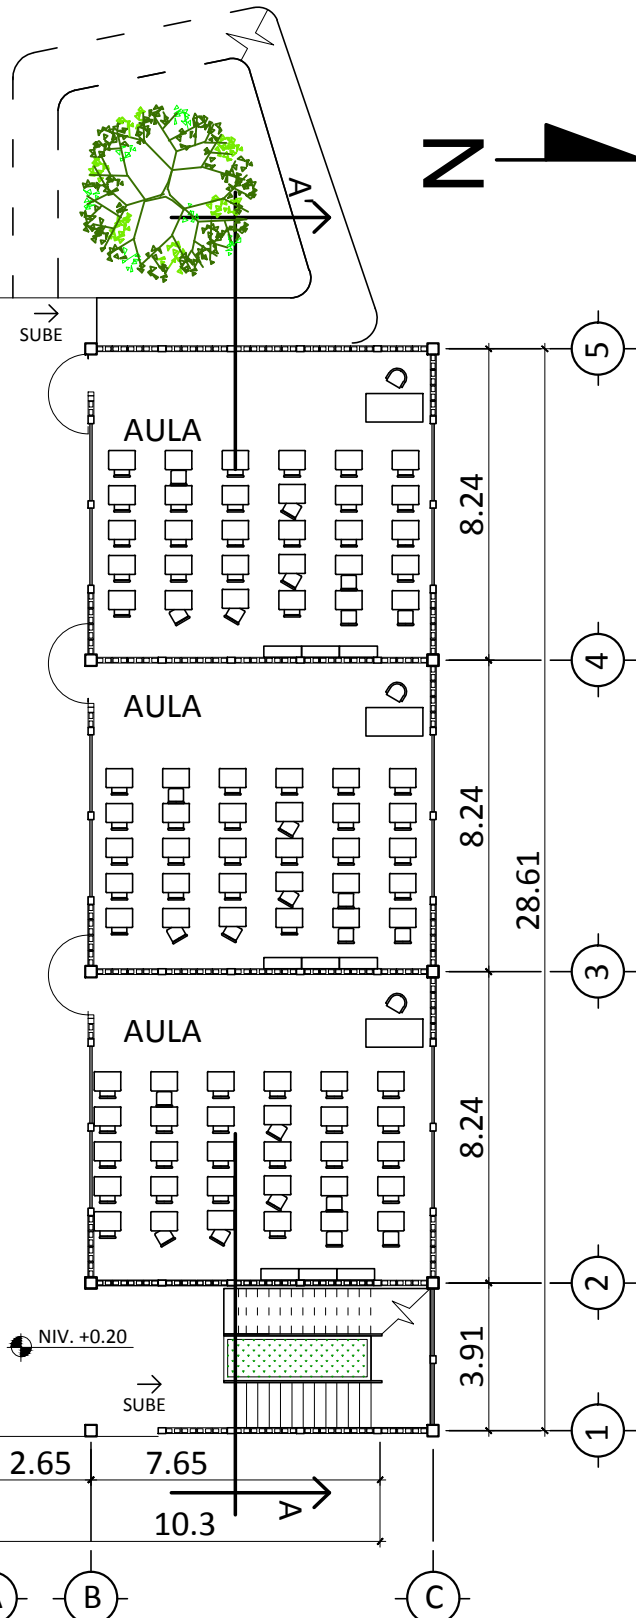 N
A'
SUBE
5
AULA
8.24
4
AULA
8.24
28.61
3
AULA
8.24
2
NIV. +0.20
3.91
SUBE
1
2.65
7.65
A
10.3
B
C